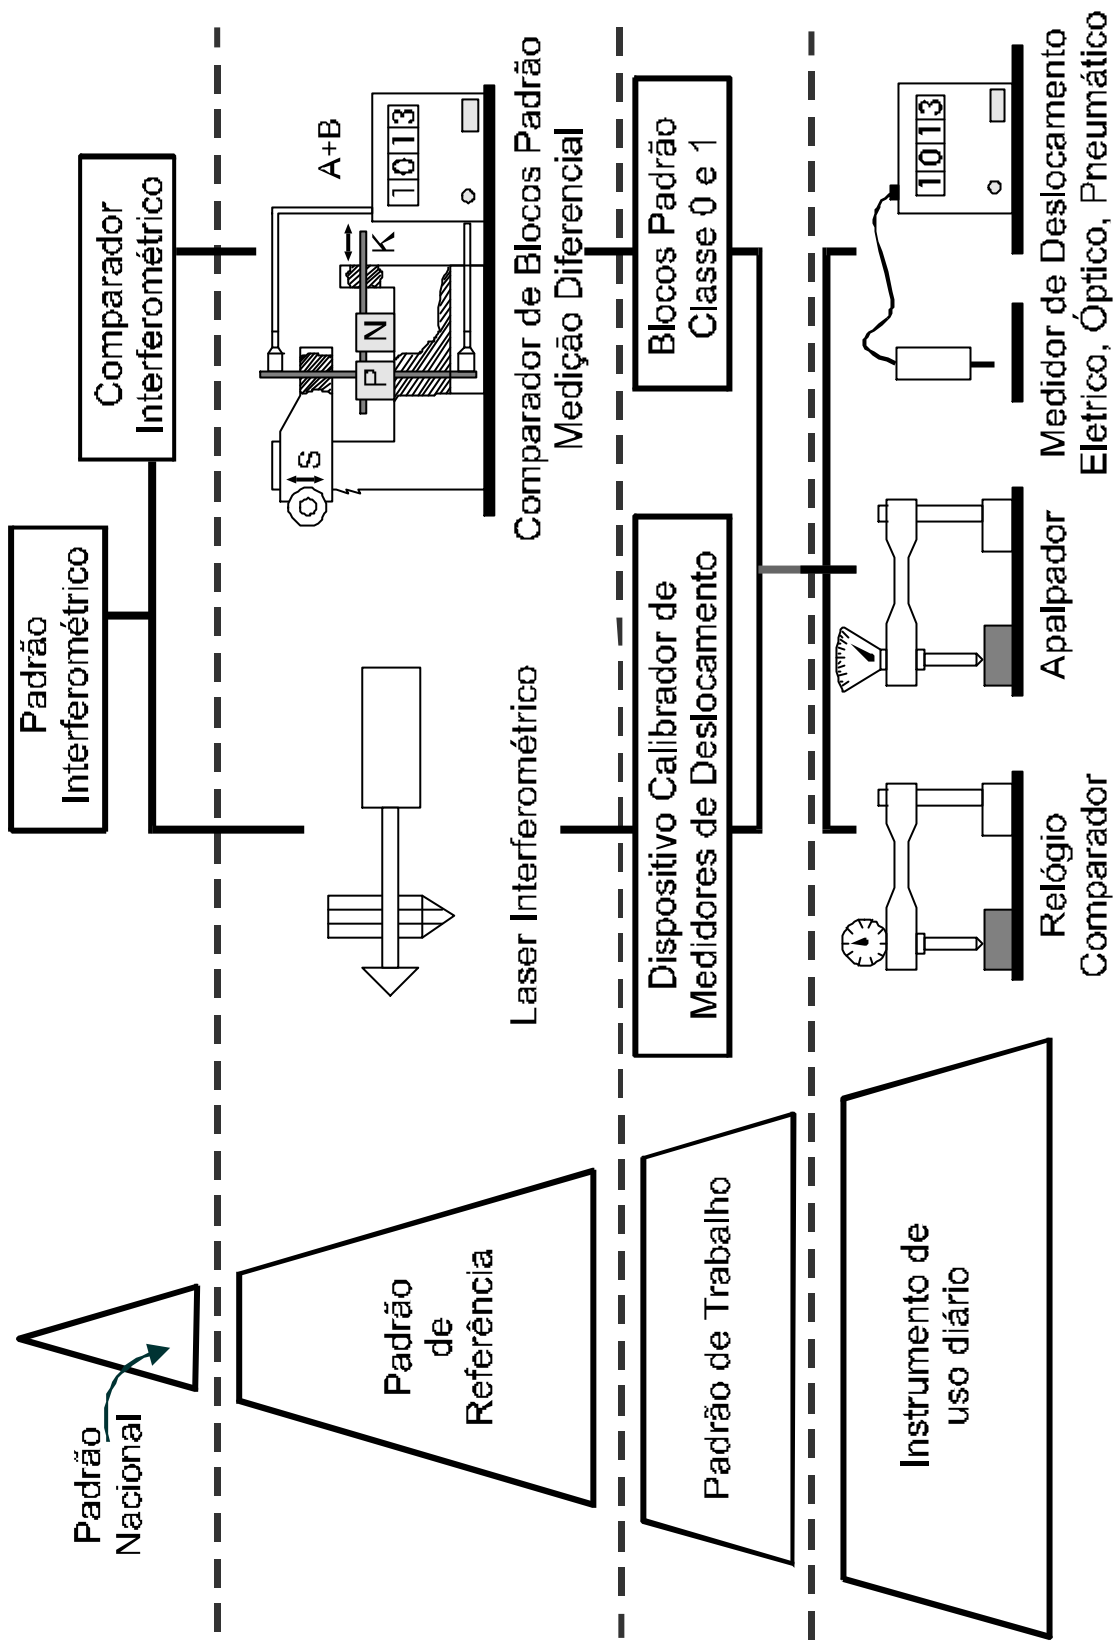 Padrão
Nacional
Padrão
Interferométrico
Comparador
Interferométrico
Padrão
de
Referência
Laser Interferométrico
S
P
N
K
A+B
1013
Comparador de Blocos Padrão
Medição Diferencial
Padrão de Trabalho
Dispositivo Calibrador de
Medidores de Deslocamento
Blocos Padrão
Classe 0 e 1
Instrumento de
uso diário
Relógio
Comparador
Apalpador
1013
Medidor de Deslocamento
Eletrico, Óptico, Pneumático